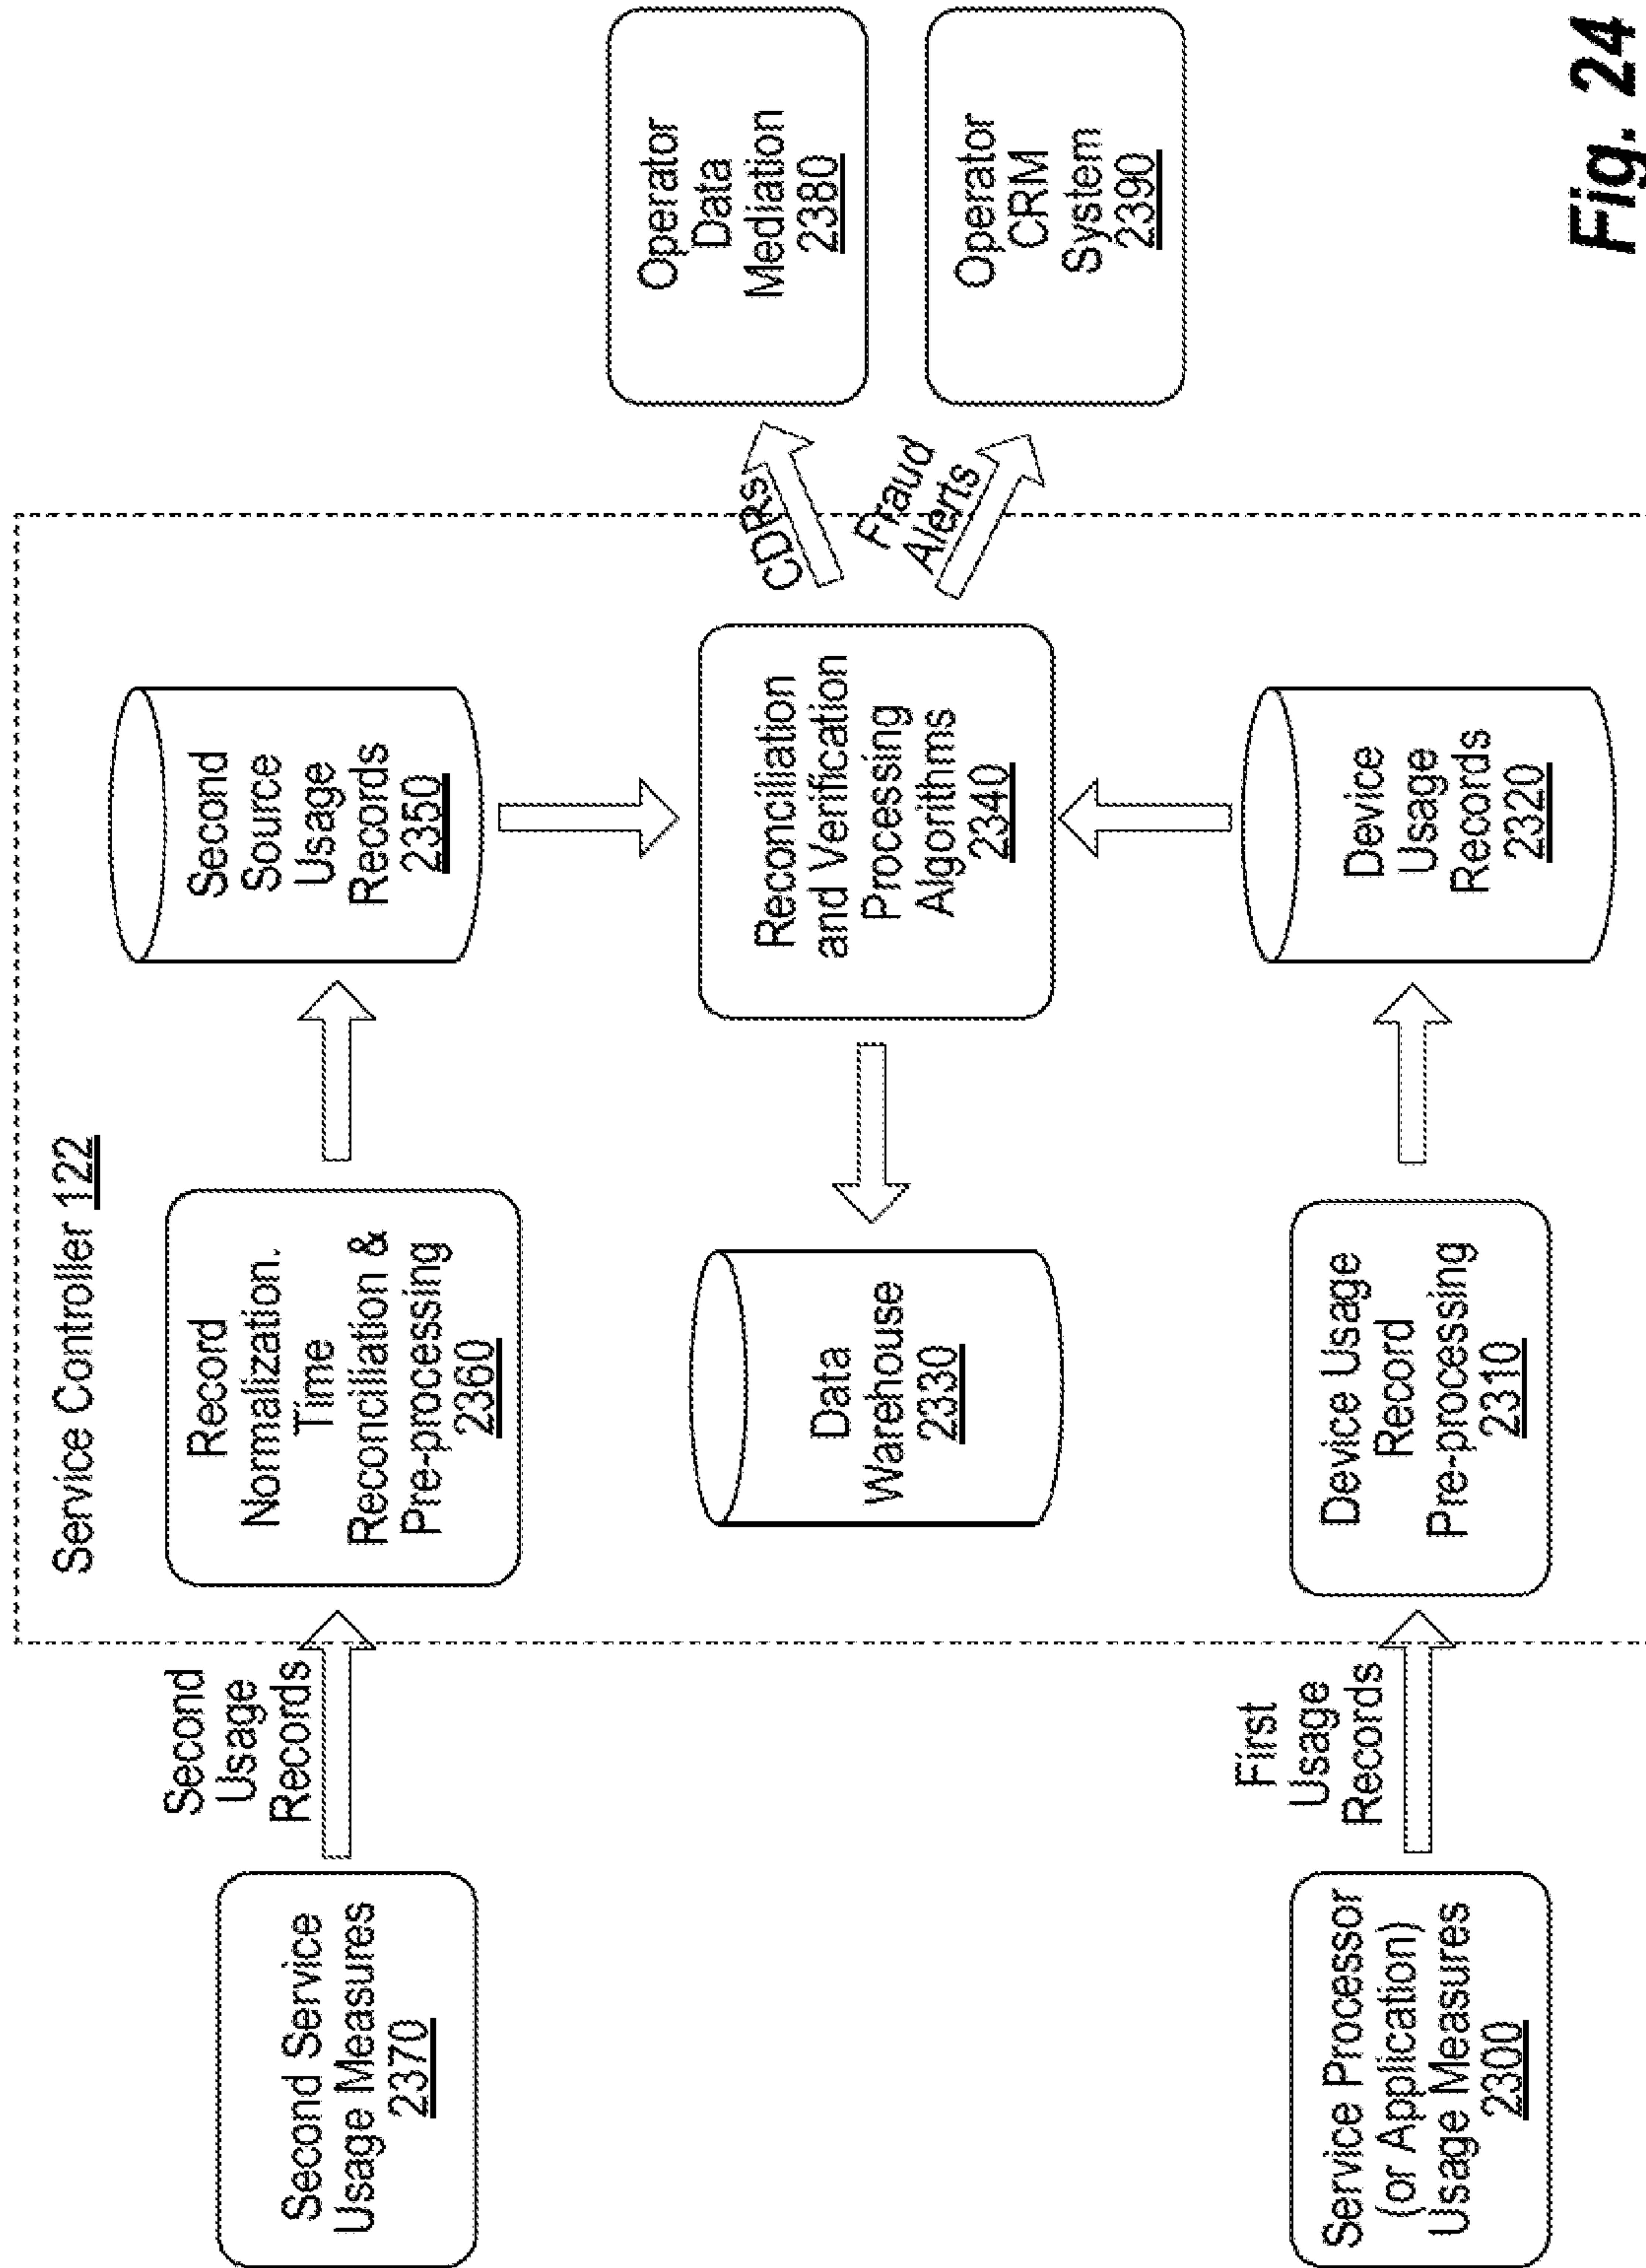 Service Controller 122
Second Service
Usage Measures
2370
Second
Usage
Records
Record
Normalization.
Time
Reconciliation &
Pre-processing
2360
Second
Source
Usage
Records
2350
Data
Warehouse
2330
Reconciliation
and Verification
Processing
Algorithms
2340
CDRs
Fraud
Alerts
Operator
Data
Mediation
2380
Operator
CRM
System
2390
Service Processor
(or Application)
Usage Measures
2300
First
Usage
Records
Device Usage
Record
Pre-processing
2310
Device
Usage
Records
2320
Fig. 24